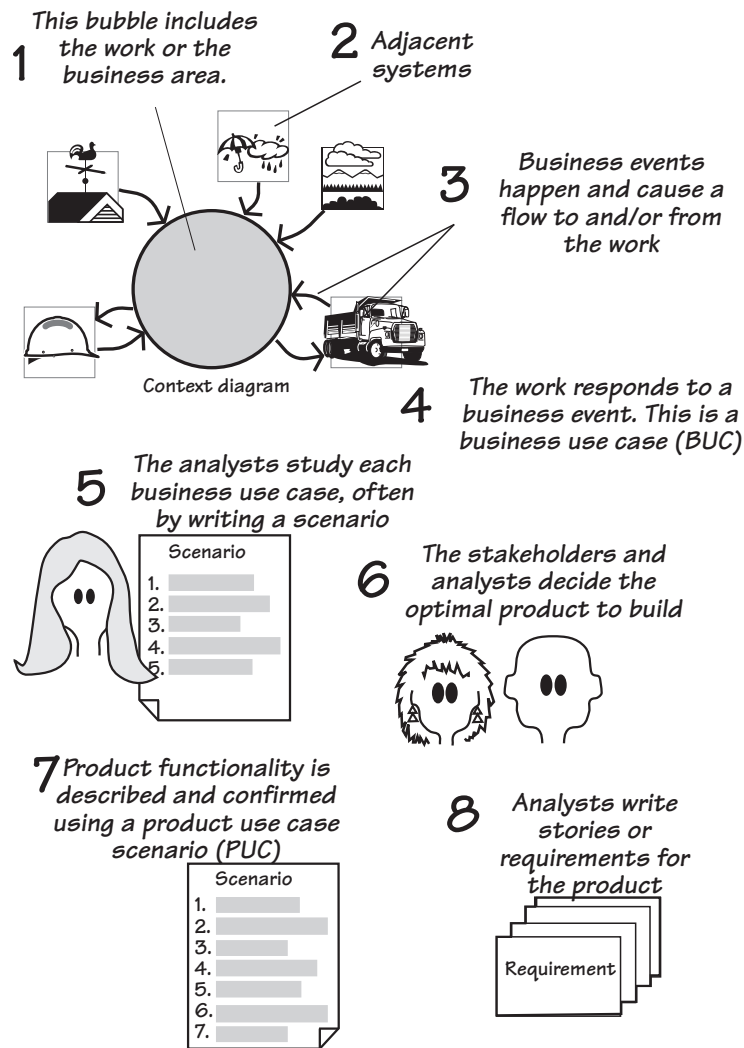 1
This bubble includes
the work or the
business area.
2
Adjacent
systems
3
Business events
happen and cause a
flow to and/or from
the work
Context diagram
4
The work responds to a
business event. This is a
business use case (BUC)
5
The analysts study each
business use case, often
by writing a scenario
Scenario
1.
2.
3.
4.
5.
6
The stakeholders and
analysts decide the
optimal product to build
7
Product functionality is
described and confirmed
using a product use case
scenario (PUC)
Scenario
1.
2.
3.
4.
5.
6.
7.
8
Analysts write
stories or
requirements for
the product
Requirement